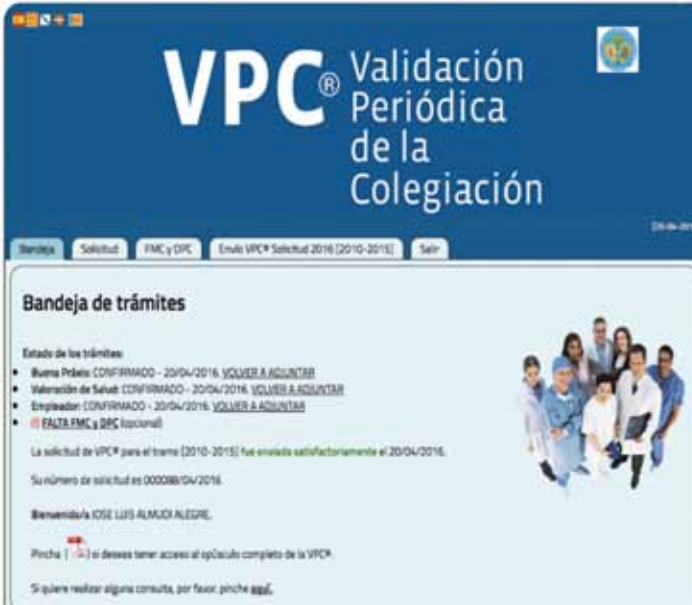 VPC® Validación
Periódica
de la
Colegiación
Bandeja
Solicitud
FMC y DPC
Envío VPC® Solicitud 2016 [2010-2015]
Salir
Bandeja de trámites
Estado de los trámites:
• Buena Práxis: CONFIRMADO - 20/04/2016. VOLVER A ADJUNTAR
• Valoración de Salud: CONFIRMADO - 20/04/2016. VOLVER A ADJUNTAR
• Empleador: CONFIRMADO - 20/04/2016. VOLVER A ADJUNTAR
• FALTA FMC y DPC (opcional)
La solicitud de VPC® para el tramo [2010-2015] fue enviada satisfactoriamente el 20/04/2016.
Su número de solicitud es 000088/04/2016
Bienvenido/a JOSE LUIS ALMUDI ALEGRE,
Pincha ( ) si deseas tener acceso al opúsculo completo de la VPC®.
Si quiere realizar alguna consulta, por favor, pinche aquí.